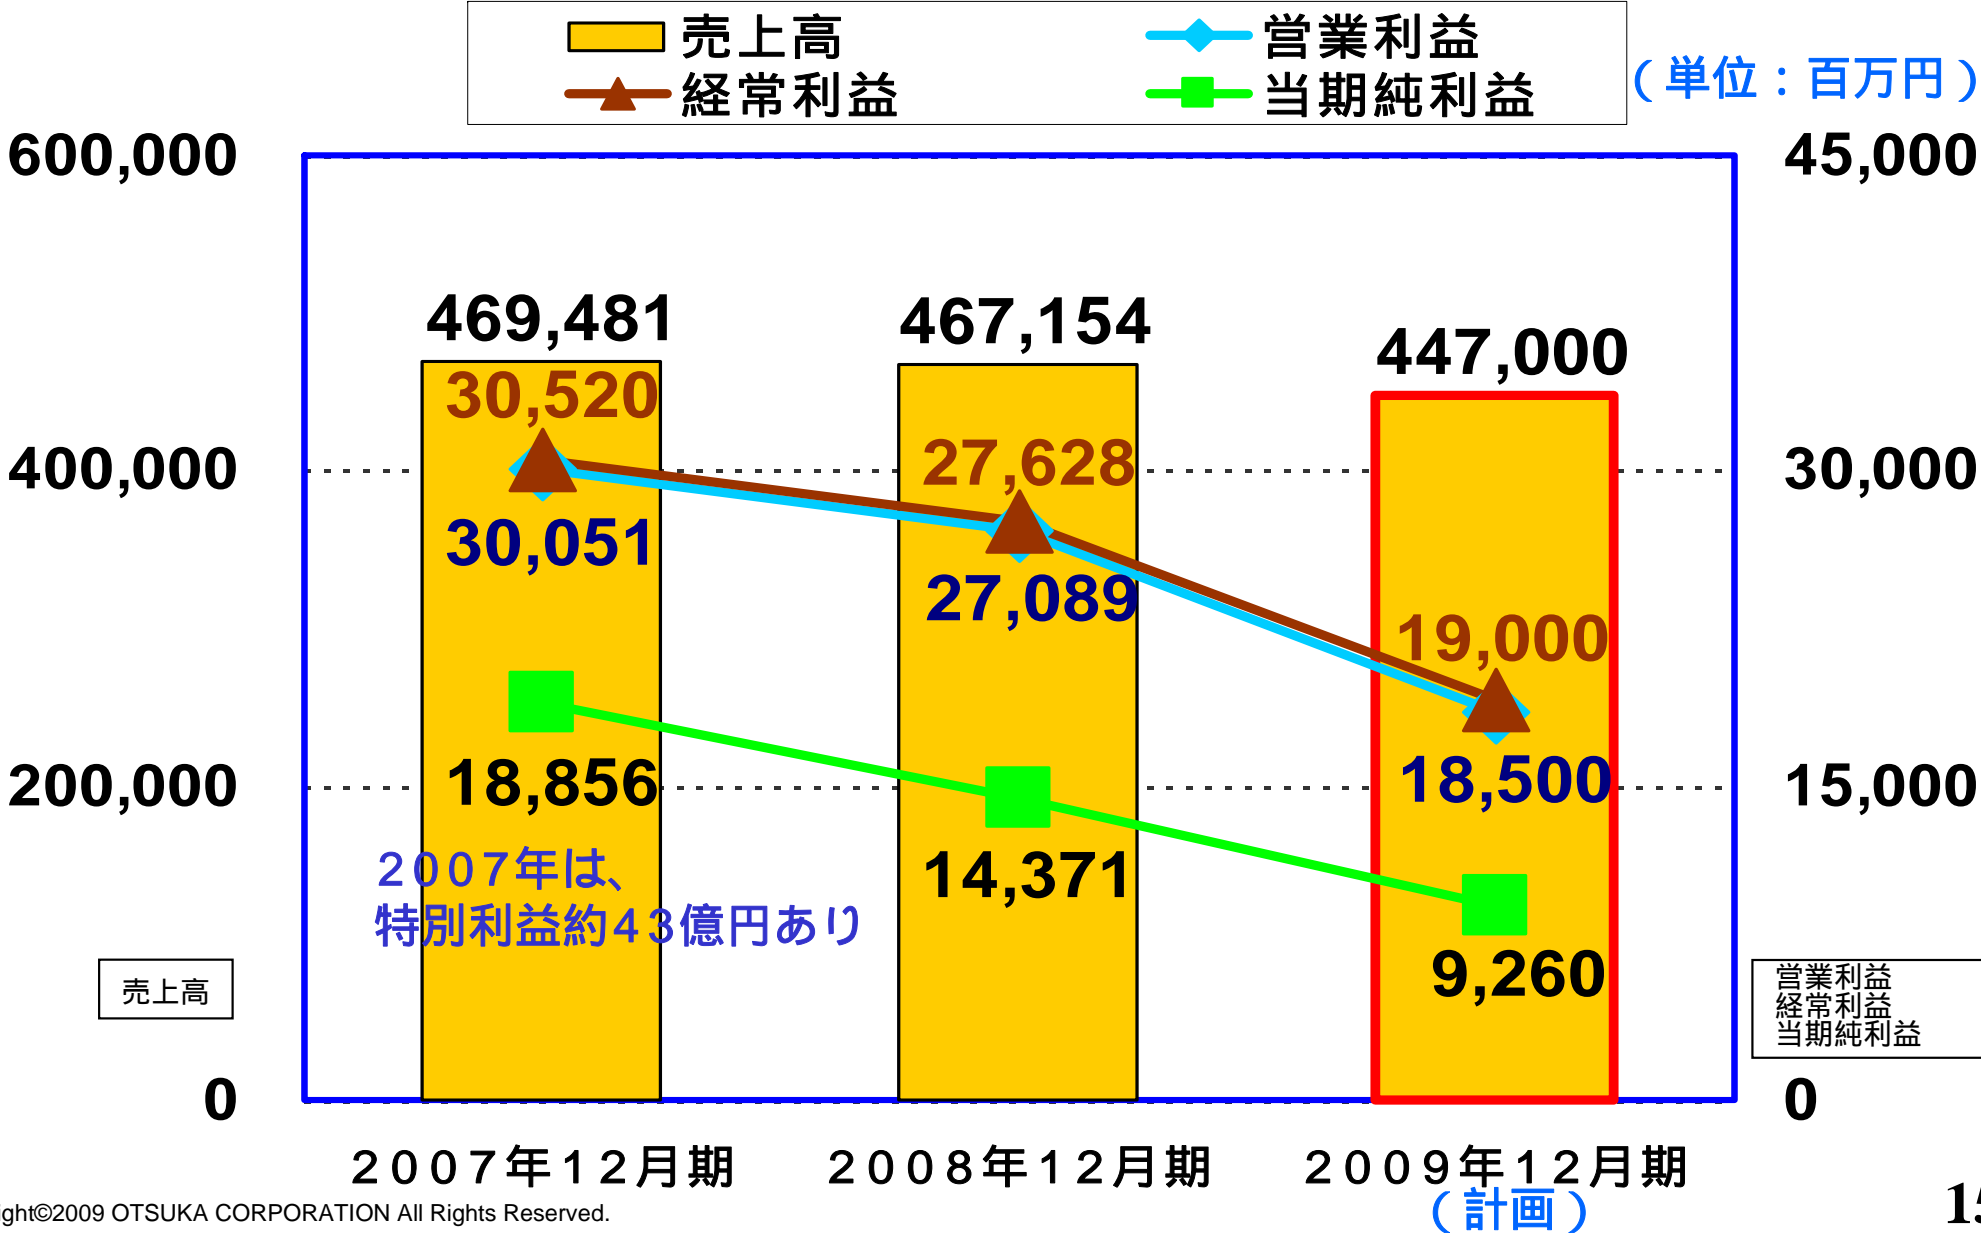 売上高 営業利益
経常利益 当期純利益
（単位：百万円）
600,000 45,000
469,481 467,154 447,000
30,520
400,000 27,628 30,000
30,051
27,089
19,000
200,000 18,856 18,500 15,000
２００７年は、
特別利益約４３億円あり
14,371
9,260
売上高
営業利益
経常利益
当期純利益
0 0
２００７年１２月期 ２００８年１２月期 ２００９年１２月期
（計画）
ight©2009 OTSUKA CORPORATION All Rights Reserved.
15